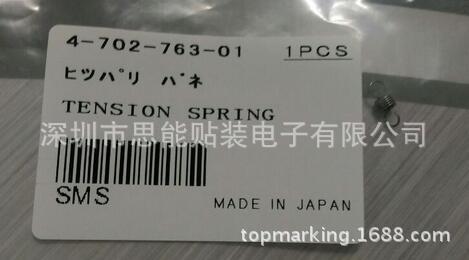 4-702-763-01 1PCS
ヒツパリ バネ
TENSION SPRING
深圳市思能贴装电子有限公司
SMS
MADE IN JAPAN
topmarking.1688.com